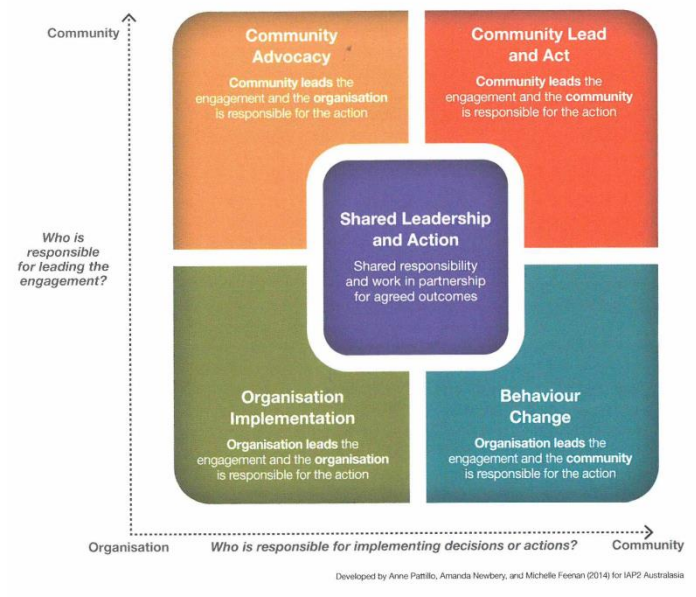 Community
Community
Advocacy
Community leads the
engagement and the organisation
is responsible for the action
Community Lead
and Act
Community leads the
engagement and the community
is responsible for the action
Who is
responsible
for leading the
engagement?
Shared Leadership
and Action
Shared responsibility
and work in partnership
for agreed outcomes
Organisation
Implementation
Organisation leads the
engagement and the organisation
is responsible for the action
Behaviour
Change
Organisation leads the
engagement and the community
is responsible for the action
Organisation
Who is responsible for implementing decisions or actions?
Community
Developed by Anne Pattillo, Amanda Newbery, and Michelle Feenan (2014) for IAP2 Australasia